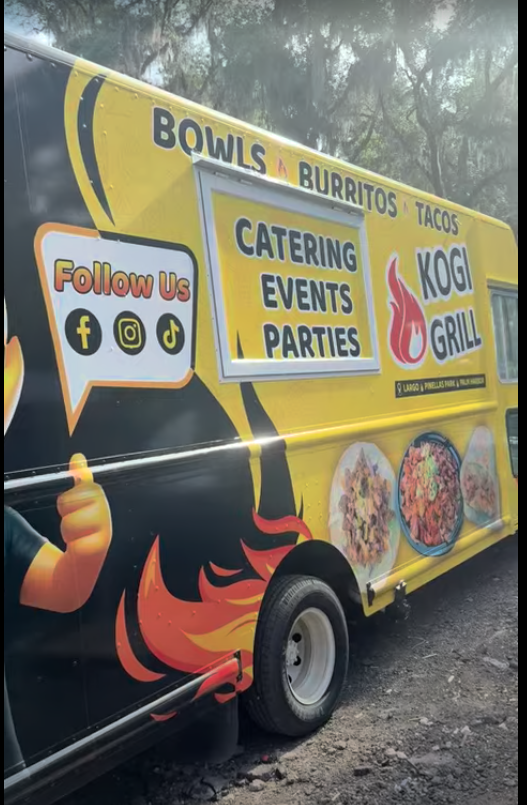 BOWLS BURRITOS TACOS
Follow Us
CATERING
EVENTS
PARTIES
KOGI
GRILL
LARGO PINELLAS PARK PALM HARBOR